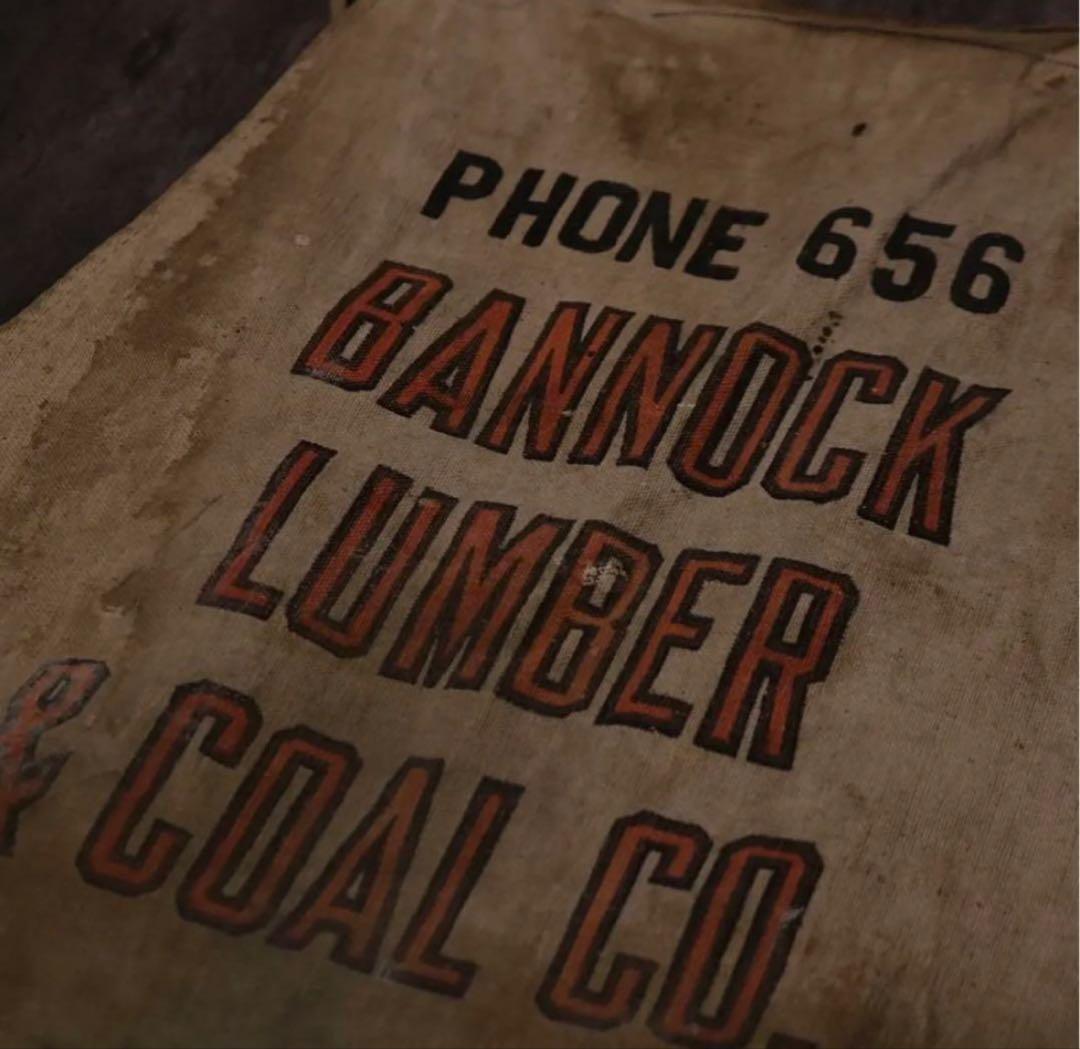 PHONE 656
BANNOCK
LUMBER
& COAL CO.